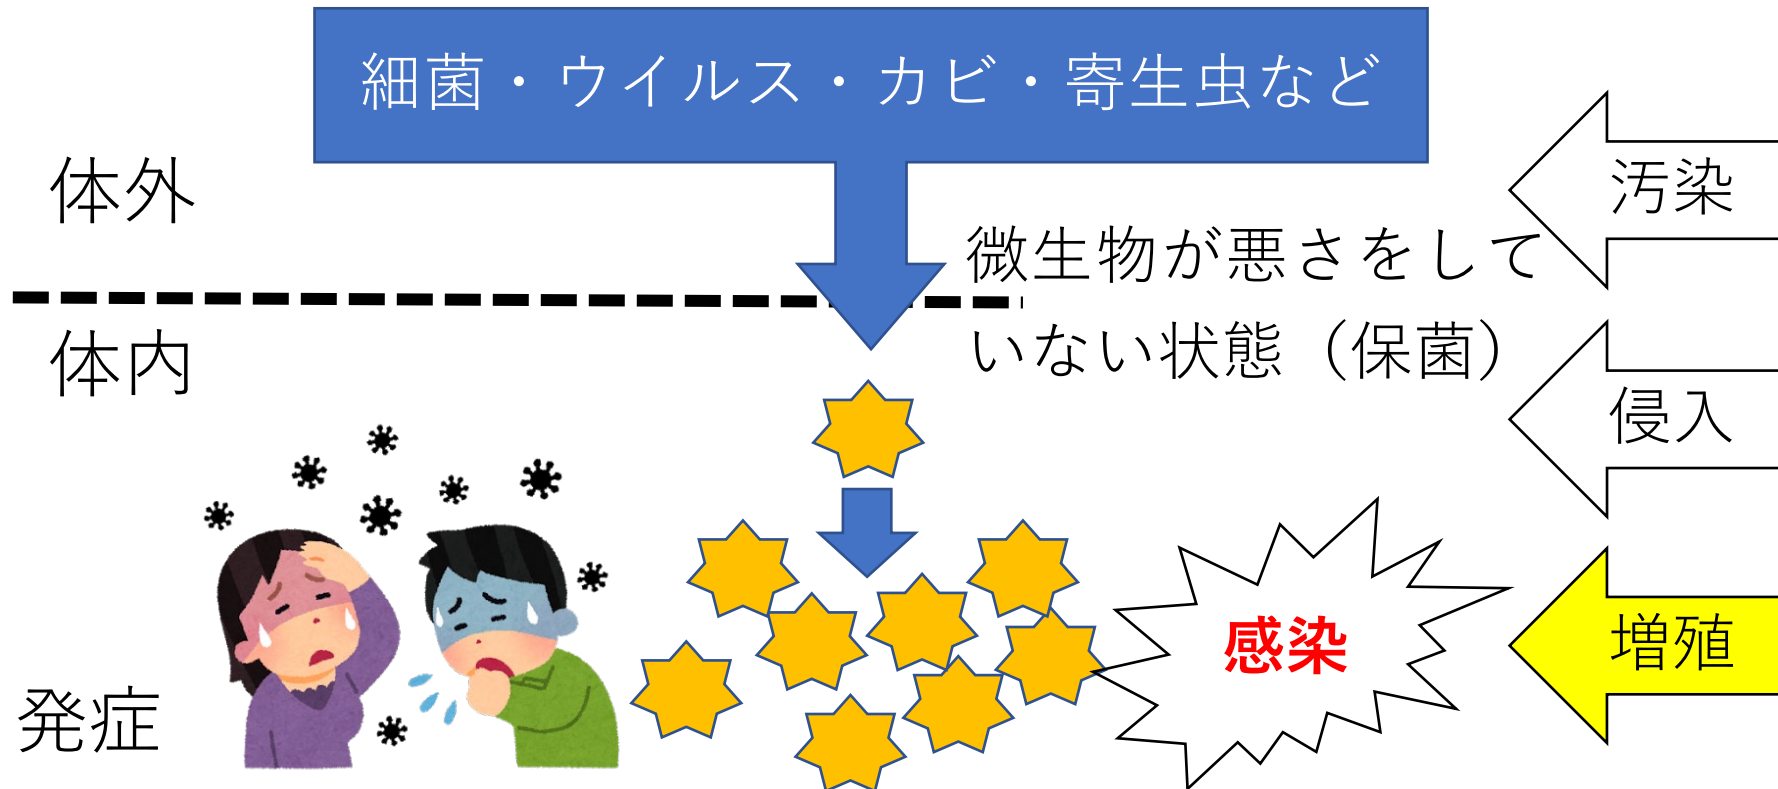 細菌・ウイルス・カビ・寄生虫など
体外
汚染
微生物が悪さをして
いない状態（保菌）
体内
侵入
感染
増殖
発症